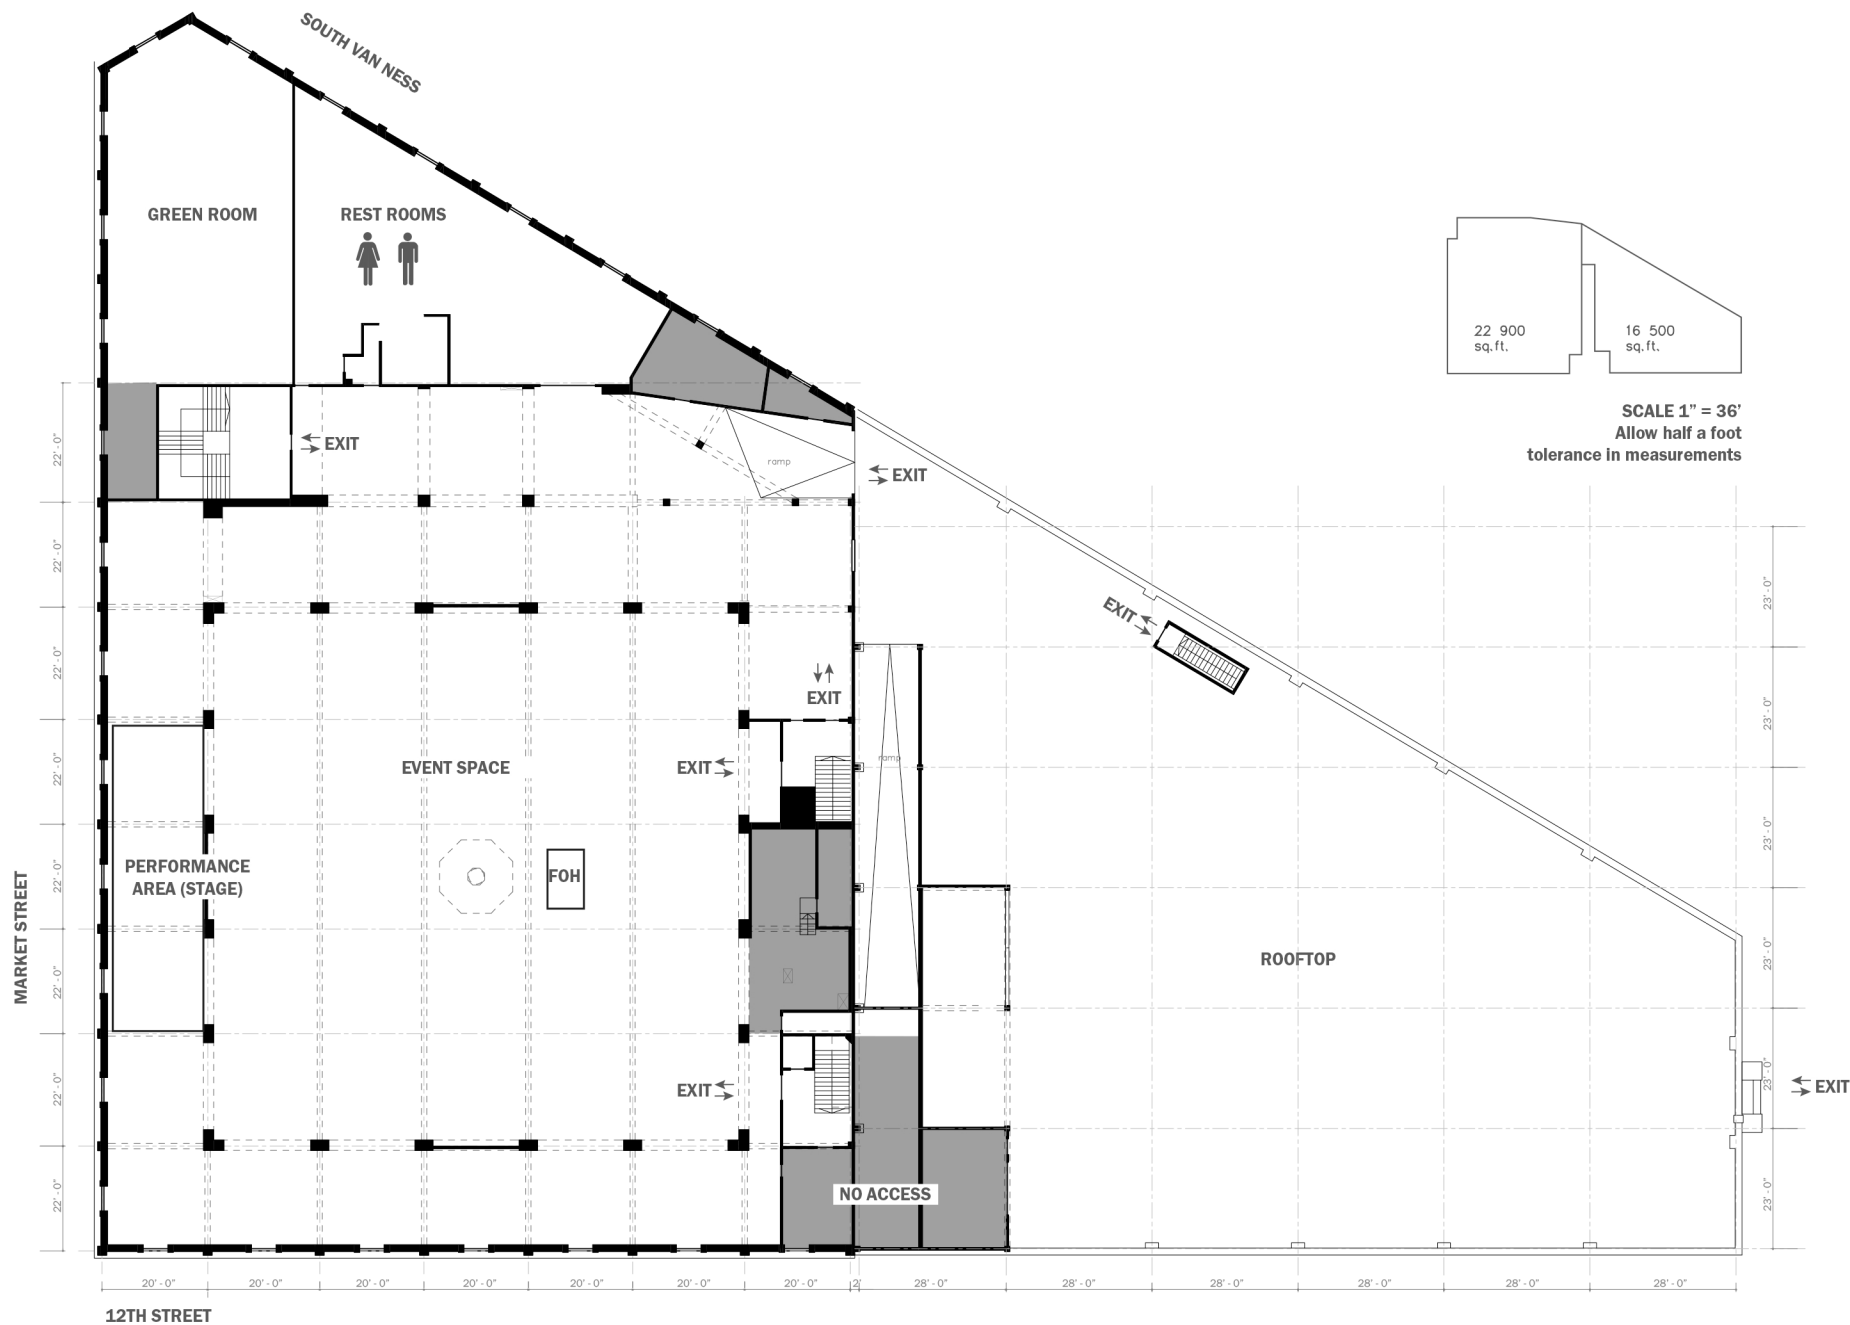 SOUTH VAN NESS
GREEN ROOM
REST ROOMS
22 900
sq.ft.
16 500
sq.ft.
SCALE 1” = 36’
Allow half a foot
tolerance in measurements
EXIT
ramp
EXIT
EXIT
EXIT
EXIT
ramp
EVENT SPACE
PERFORMANCE
AREA (STAGE)
FOH
ROOFTOP
EXIT
EXIT
NO ACCESS
MARKET STREET
22' - 0"
22' - 0"
22' - 0"
22' - 0"
22' - 0"
22' - 0"
22' - 0"
22' - 0"
23' - 0"
23' - 0"
23' - 0"
23' - 0"
23' - 0"
23' - 0"
20' - 0" 20' - 0" 20' - 0" 20' - 0" 20' - 0" 20' - 0" 20' - 0" 2' 28' - 0" 28' - 0" 28' - 0" 28' - 0" 28' - 0" 28' - 0"
12TH STREET